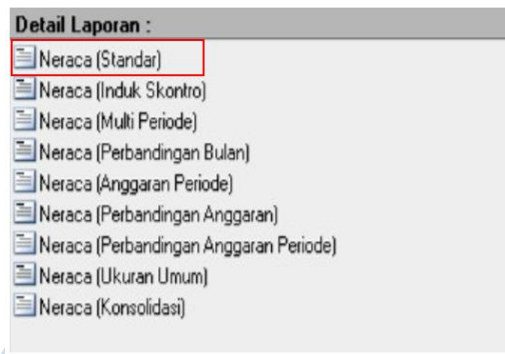 Detail Laporan :
Neraca (Standar)
Neraca (Induk Skontro)
Neraca (Multi Periode)
Neraca (Perbandingan Bulan)
Neraca (Anggaran Periode)
Neraca (Perbandingan Anggaran)
Neraca (Perbandingan Anggaran Periode)
Neraca (Ukuran Umum)
Neraca (Konsolidasi)